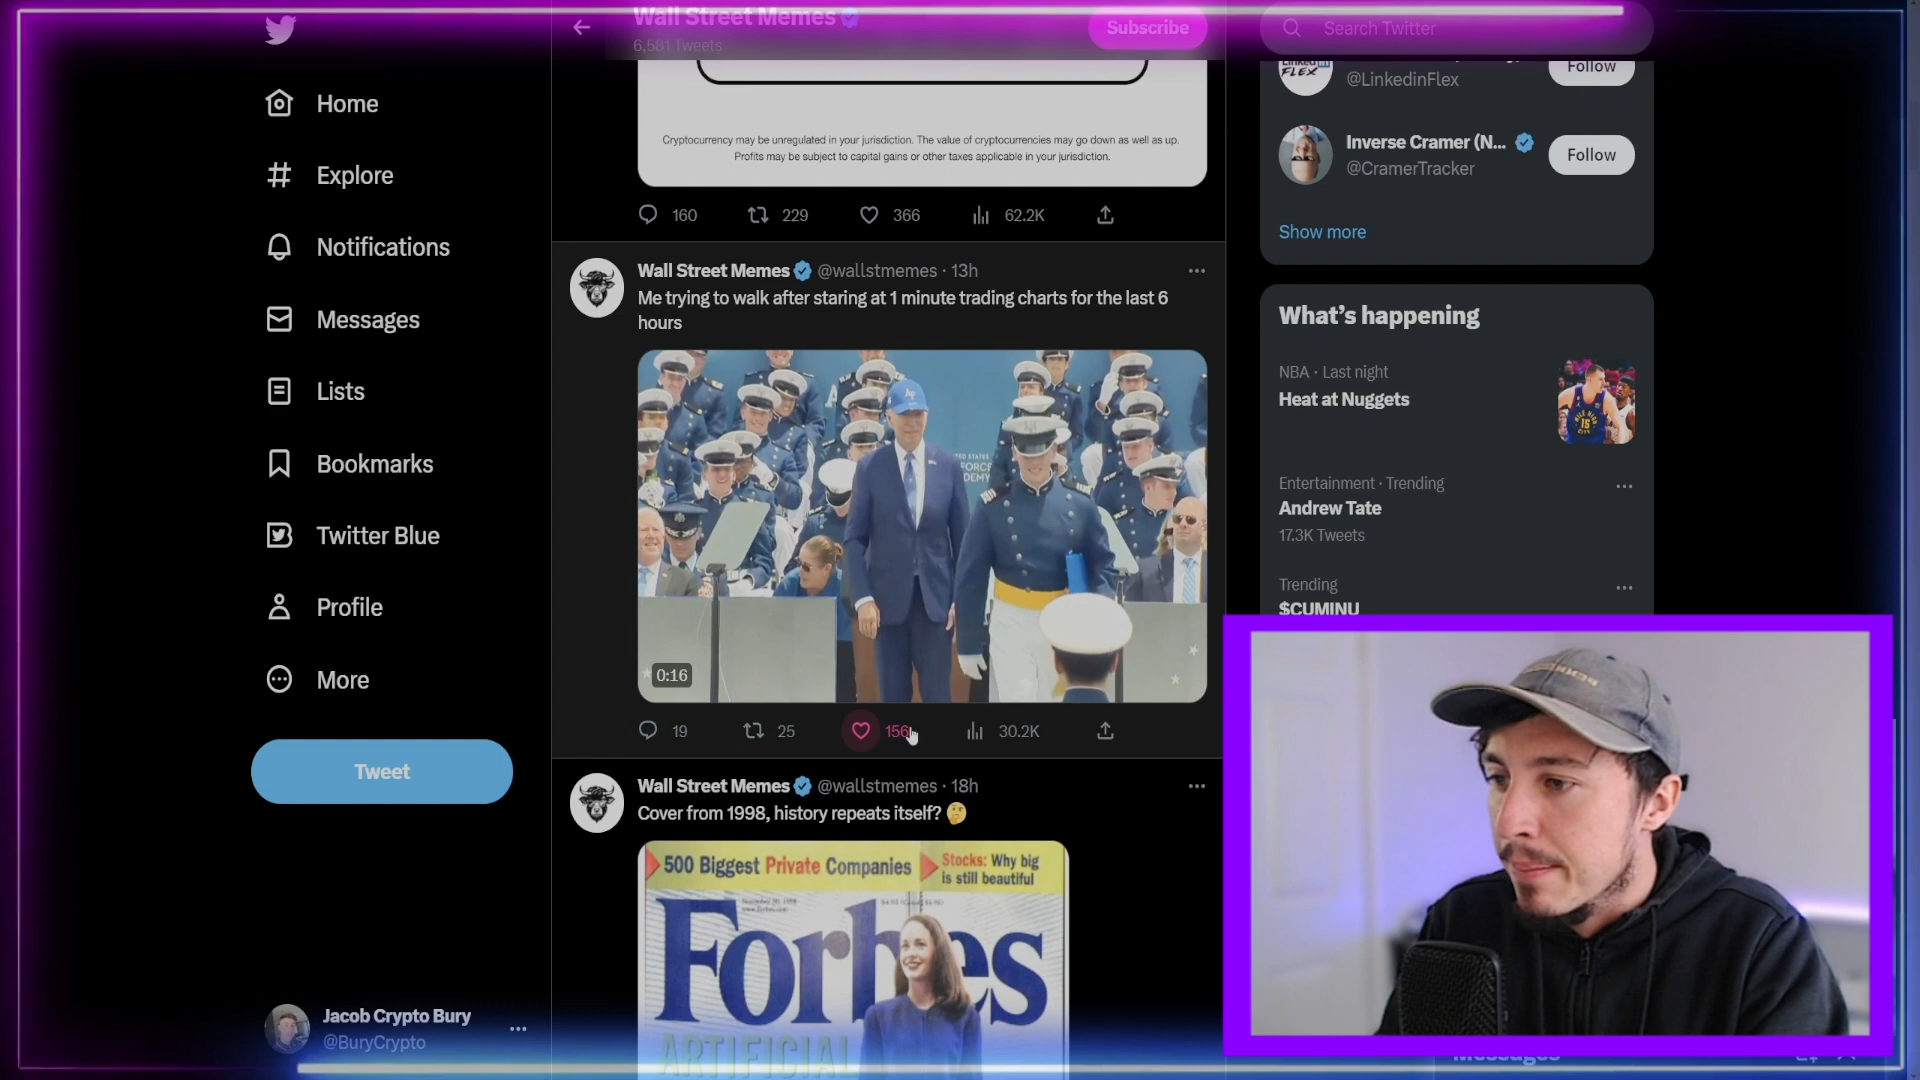 Home
Explore
Notifications
Messages
Lists
Bookmarks
Twitter Blue
Profile
More
Tweet
Jacob Crypto Bury
@BuryCrypto
Wall Street Memes
6,581 Tweets
Subscribe
Cryptocurrency may be unregulated in your jurisdiction. The value of cryptocurrencies may go down as well as up.
Profits may be subject to capital gains or other taxes applicable in your jurisdiction.
160 229 366 62.2K
Wall Street Memes @wallstmemes · 13h
Me trying to walk after staring at 1 minute trading charts for the last 6
hours
0:16
19 25 156 30.2K
Wall Street Memes @wallstmemes · 18h
Cover from 1998, history repeats itself? 🤔
500 Biggest Private Companies
Stocks: Why big
is still beautiful
Forbes
ARTIFICIAL
Search Twitter
FLEX
@LinkedinFlex
Follow
Inverse Cramer (N...
@CramerTracker
Follow
Show more
What's happening
NBA · Last night
Heat at Nuggets
Entertainment · Trending
Andrew Tate
17.3K Tweets
Trending
$CUMINU
Messages